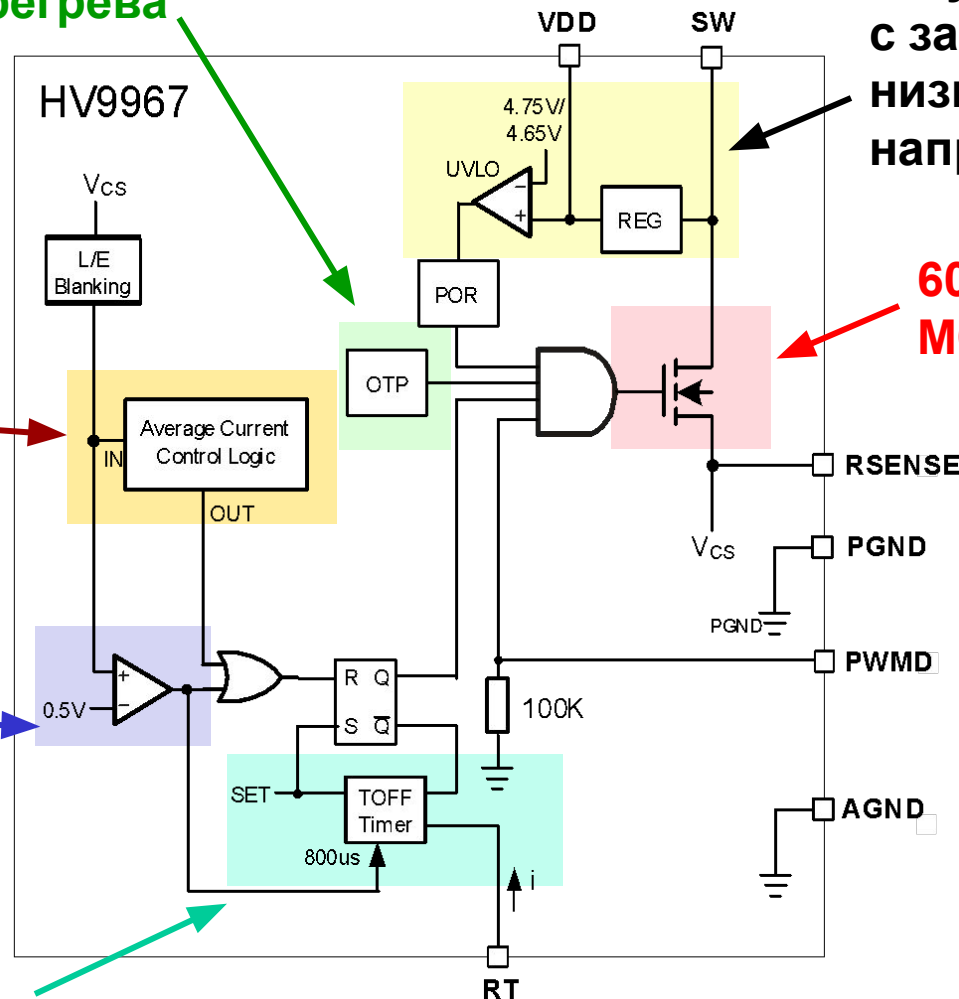 регрева
VDD
SW
с за
низ
нап
HV9967
4.75V/
4.65V
VCS
UVLO
−
+
REG
L/E
Blanking
POR
60
OTP
Average Current
Control Logic
IN
OUT
RSENSE
VCS
PGND
PGND
PWMD
+
−
0.5V
R Q
S Q̅
100K
SET
TOFF
Timer
800us
i
AGND
RT